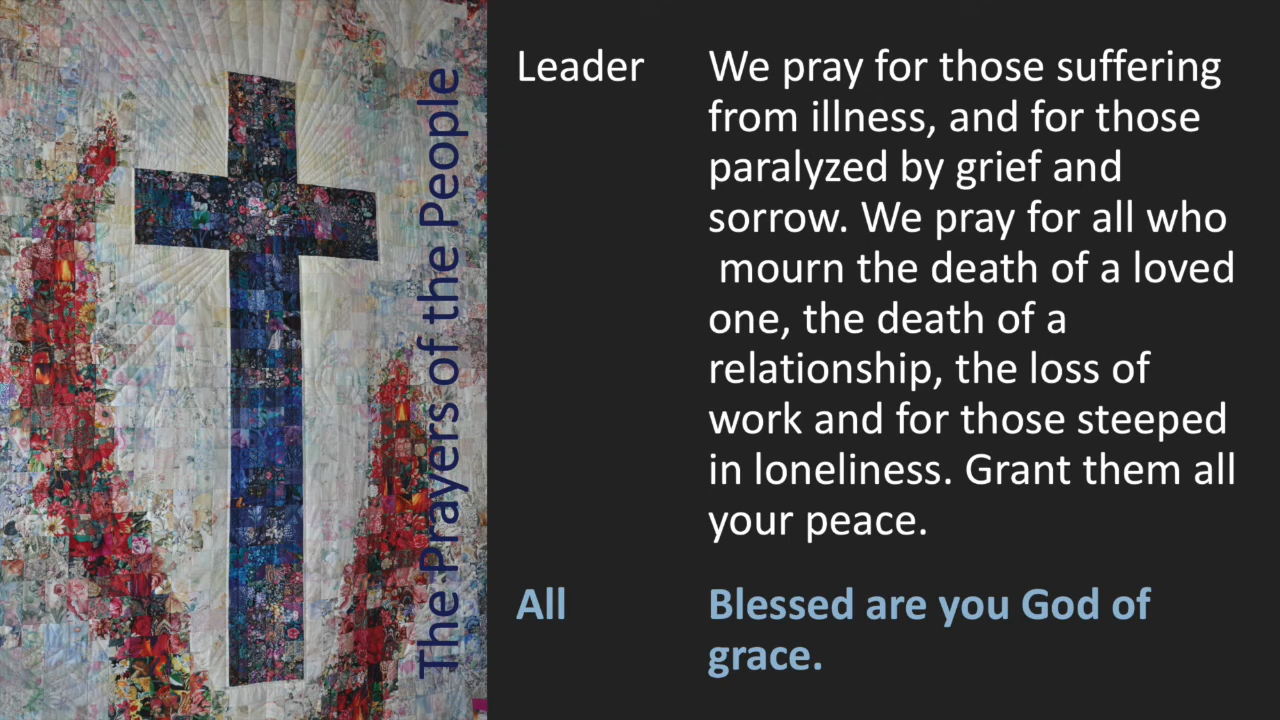 The Prayers of the People
Leader
We pray for those suffering
from illness, and for those
paralyzed by grief and
sorrow. We pray for all who
mourn the death of a loved
one, the death of a
relationship, the loss of
work and for those steeped
in loneliness. Grant them all
your peace.
All
Blessed are you God of
grace.